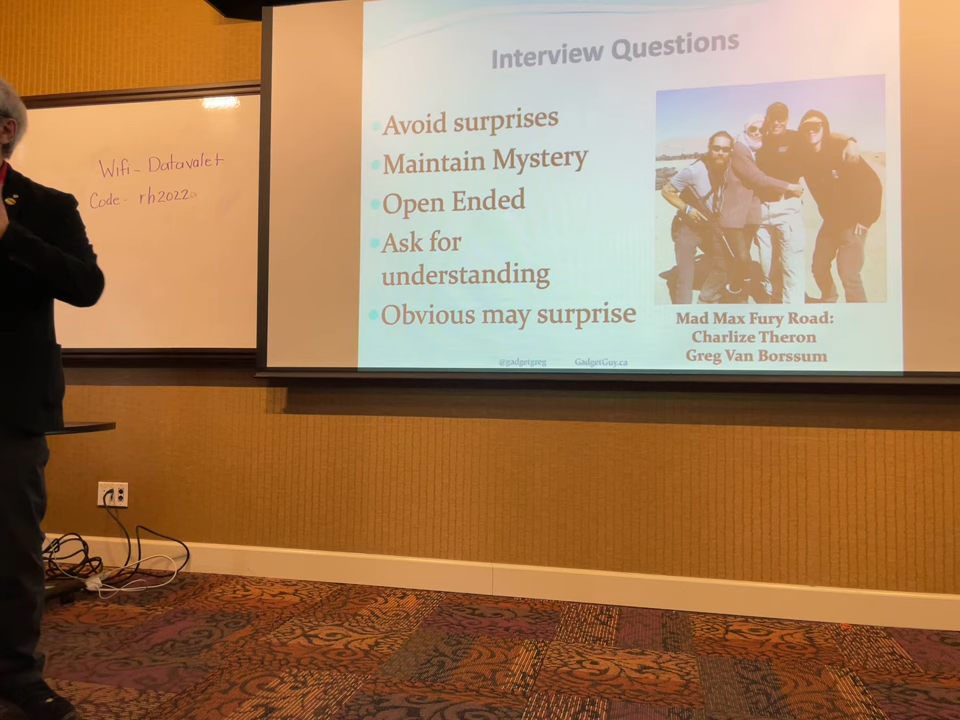 Wifi - Datavalet
Code - rh2022a
Interview Questions
Avoid surprises
Maintain Mystery
Open Ended
Ask for
understanding
Obvious may surprise
Mad Max Fury Road:
Charlize Theron
Greg Van Borssum
@gadgetgreg GadgetGuy.ca